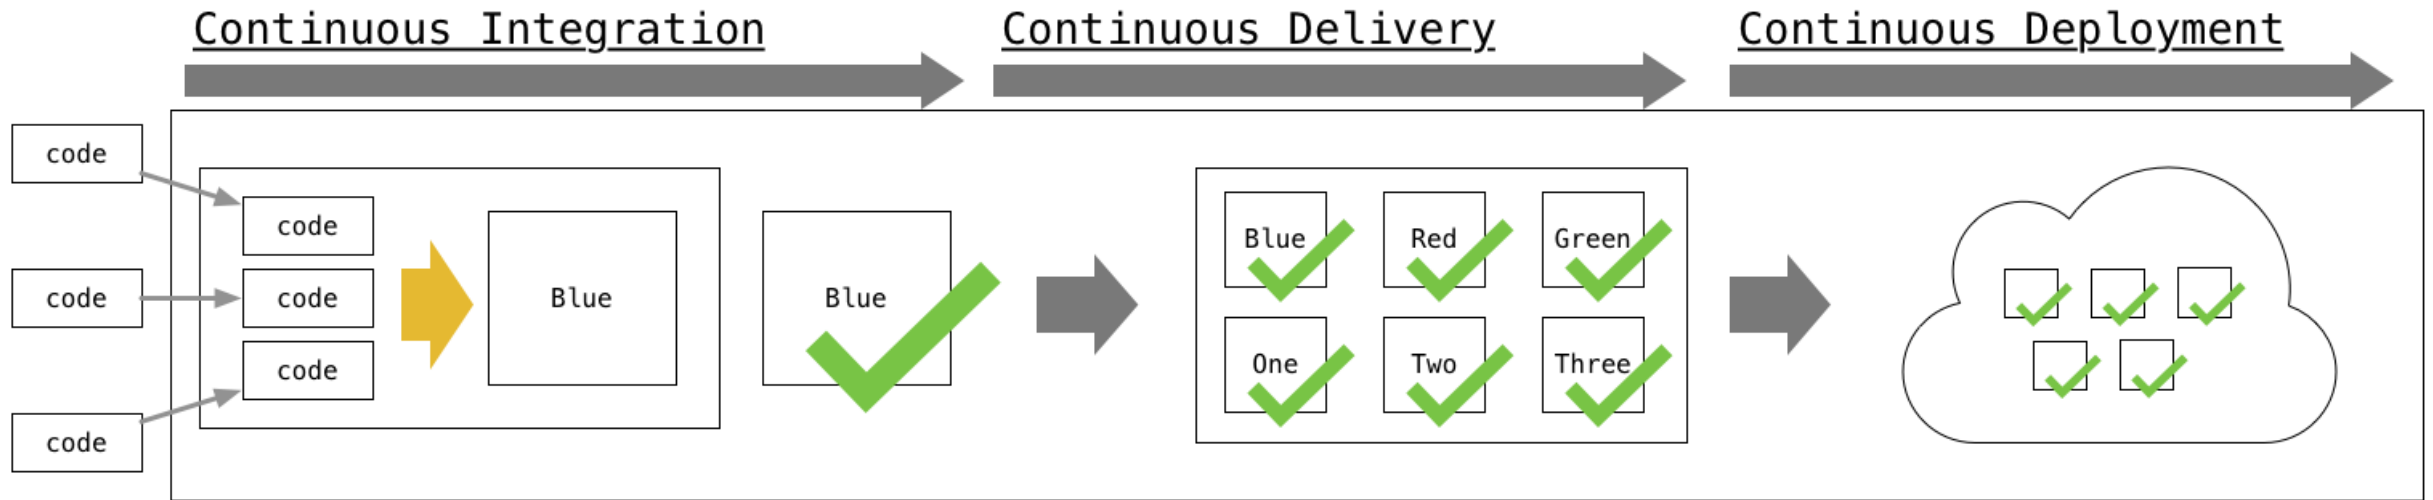 Continuous Integration
Continuous Delivery
Continuous Deployment
code
code
code
code
code
code
Blue
Blue
Blue
Red
Green
One
Two
Three